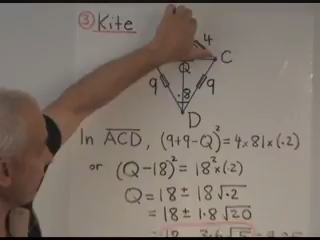 ③ Kite
4
C
Q
9
9
.8
D
In A̅C̅D̅, (9+9-Q)² = 4×81×(.2)
or (Q-18)² = 18²×(.2)
Q = 18 ± 18√.2
= 18 ± 1.8√20